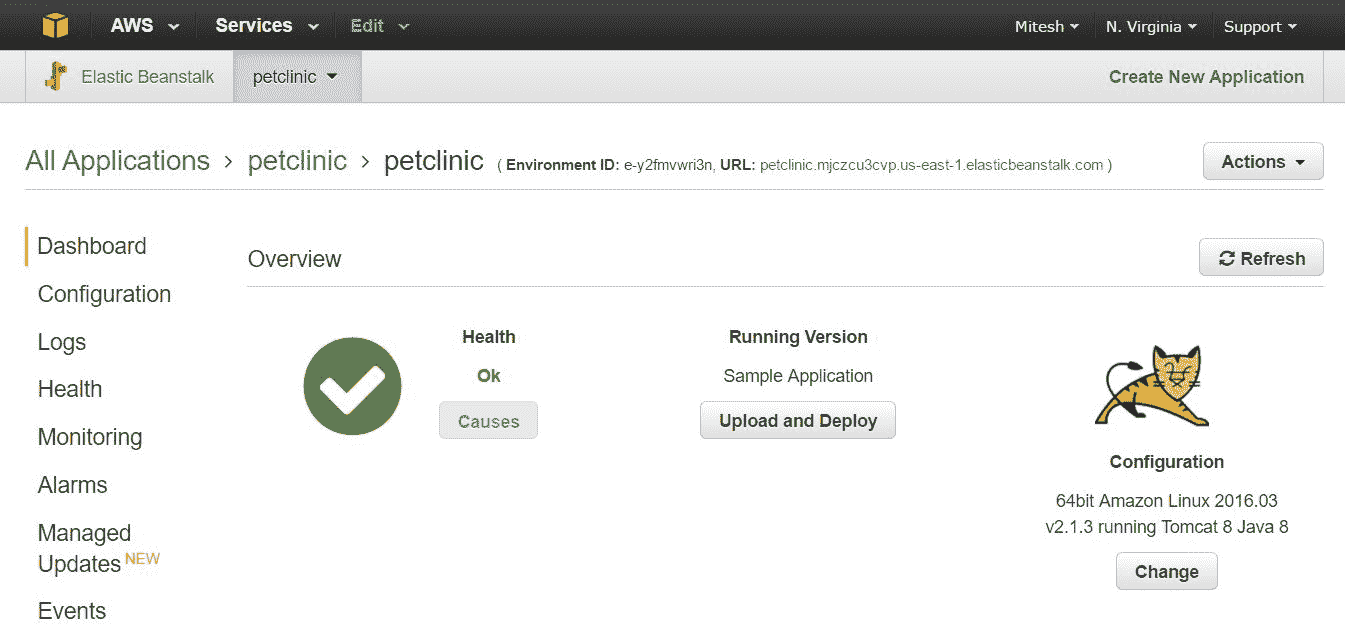 AWS Services Edit Mitesh N. Virginia Support
Elastic Beanstalk petclinic Create New Application
All Applications > petclinic > petclinic ( Environment ID: e-y2fmvwri3n, URL: petclinic.mjczcu3cvp.us-east-1.elasticbeanstalk.com ) Actions
Dashboard
Configuration
Logs
Health
Monitoring
Alarms
Managed
Updates NEW
Events
Overview Refresh
Health
Ok
Causes
Running Version
Sample Application
Upload and Deploy
Configuration
64bit Amazon Linux 2016.03
v2.1.3 running Tomcat 8 Java 8
Change